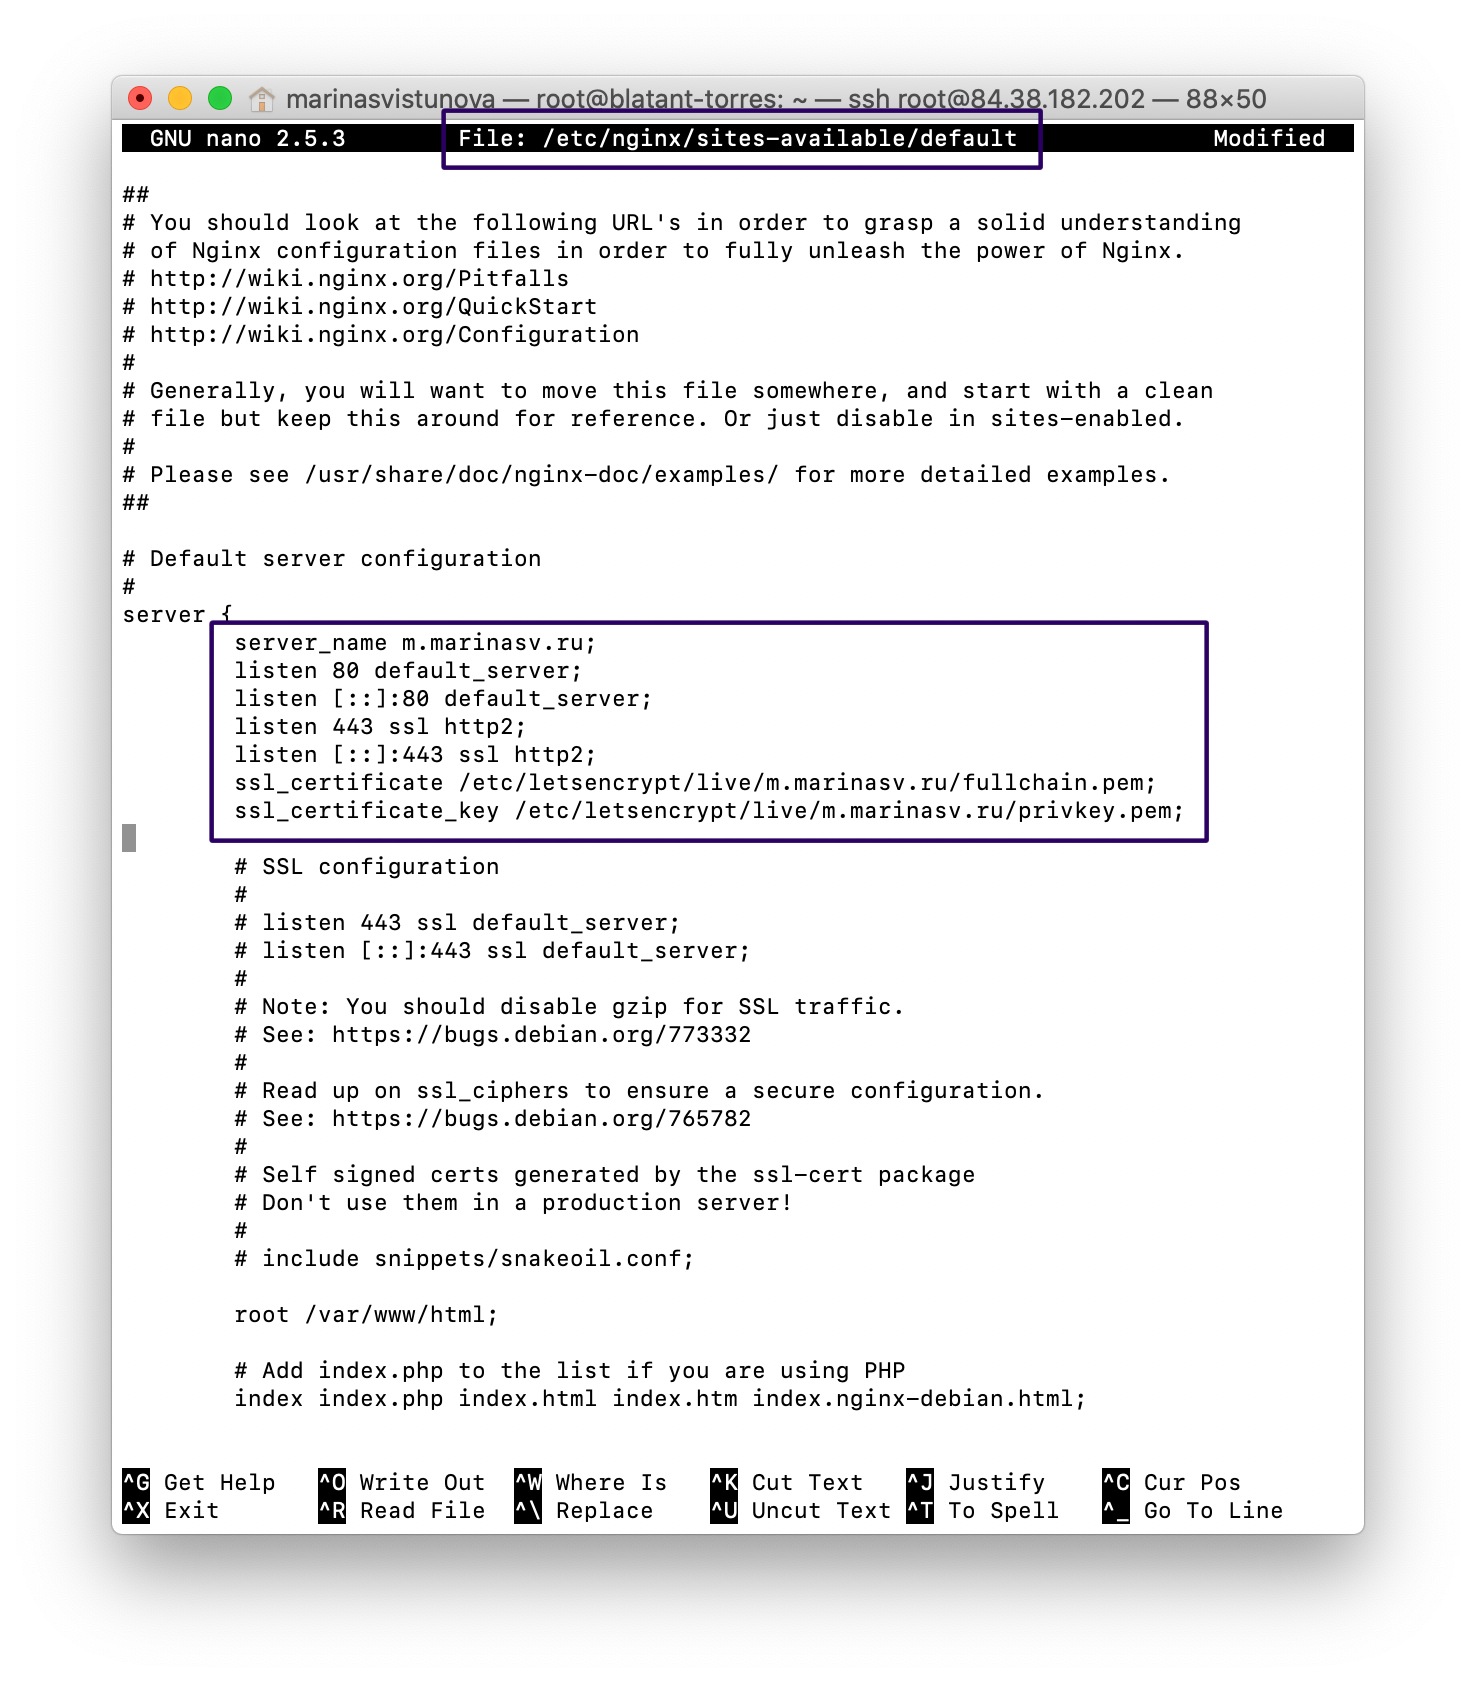 marinasvistunova — root@blatant-torres: ~ — ssh root@84.38.182.202 — 88×50
GNU nano 2.5.3 File: /etc/nginx/sites-available/default Modified
##
# You should look at the following URL's in order to grasp a solid understanding
# of Nginx configuration files in order to fully unleash the power of Nginx.
# http://wiki.nginx.org/Pitfalls
# http://wiki.nginx.org/QuickStart
# http://wiki.nginx.org/Configuration
#
# Generally, you will want to move this file somewhere, and start with a clean
# file but keep this around for reference. Or just disable in sites-enabled.
#
# Please see /usr/share/doc/nginx-doc/examples/ for more detailed examples.
##
# Default server configuration
#
server {
server_name m.marinasv.ru;
listen 80 default_server;
listen [::]:80 default_server;
listen 443 ssl http2;
listen [::]:443 ssl http2;
ssl_certificate /etc/letsencrypt/live/m.marinasv.ru/fullchain.pem;
ssl_certificate_key /etc/letsencrypt/live/m.marinasv.ru/privkey.pem;
# SSL configuration
#
# listen 443 ssl default_server;
# listen [::]:443 ssl default_server;
#
# Note: You should disable gzip for SSL traffic.
# See: https://bugs.debian.org/773332
#
# Read up on ssl_ciphers to ensure a secure configuration.
# See: https://bugs.debian.org/765782
#
# Self signed certs generated by the ssl-cert package
# Don't use them in a production server!
#
# include snippets/snakeoil.conf;
root /var/www/html;
# Add index.php to the list if you are using PHP
index index.php index.html index.htm index.nginx-debian.html;
^G Get Help ^O Write Out ^W Where Is ^K Cut Text ^J Justify ^C Cur Pos
^X Exit ^R Read File ^\ Replace ^U Uncut Text ^T To Spell ^_ Go To Line